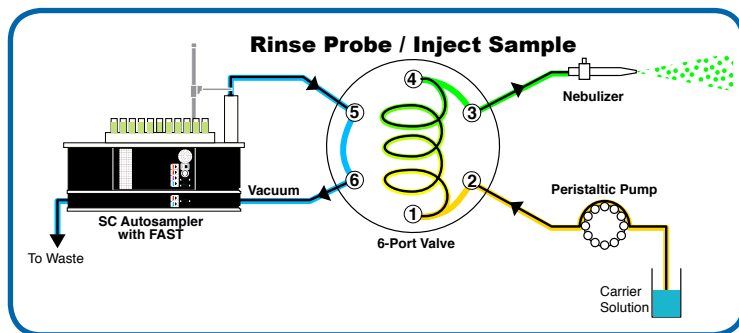 Rinse Probe / Inject Sample
4
5
3
Nebulizer
6
2
Vacuum
Peristaltic Pump
1
SC Autosampler
with FAST
6-Port Valve
To Waste
Carrier
Solution